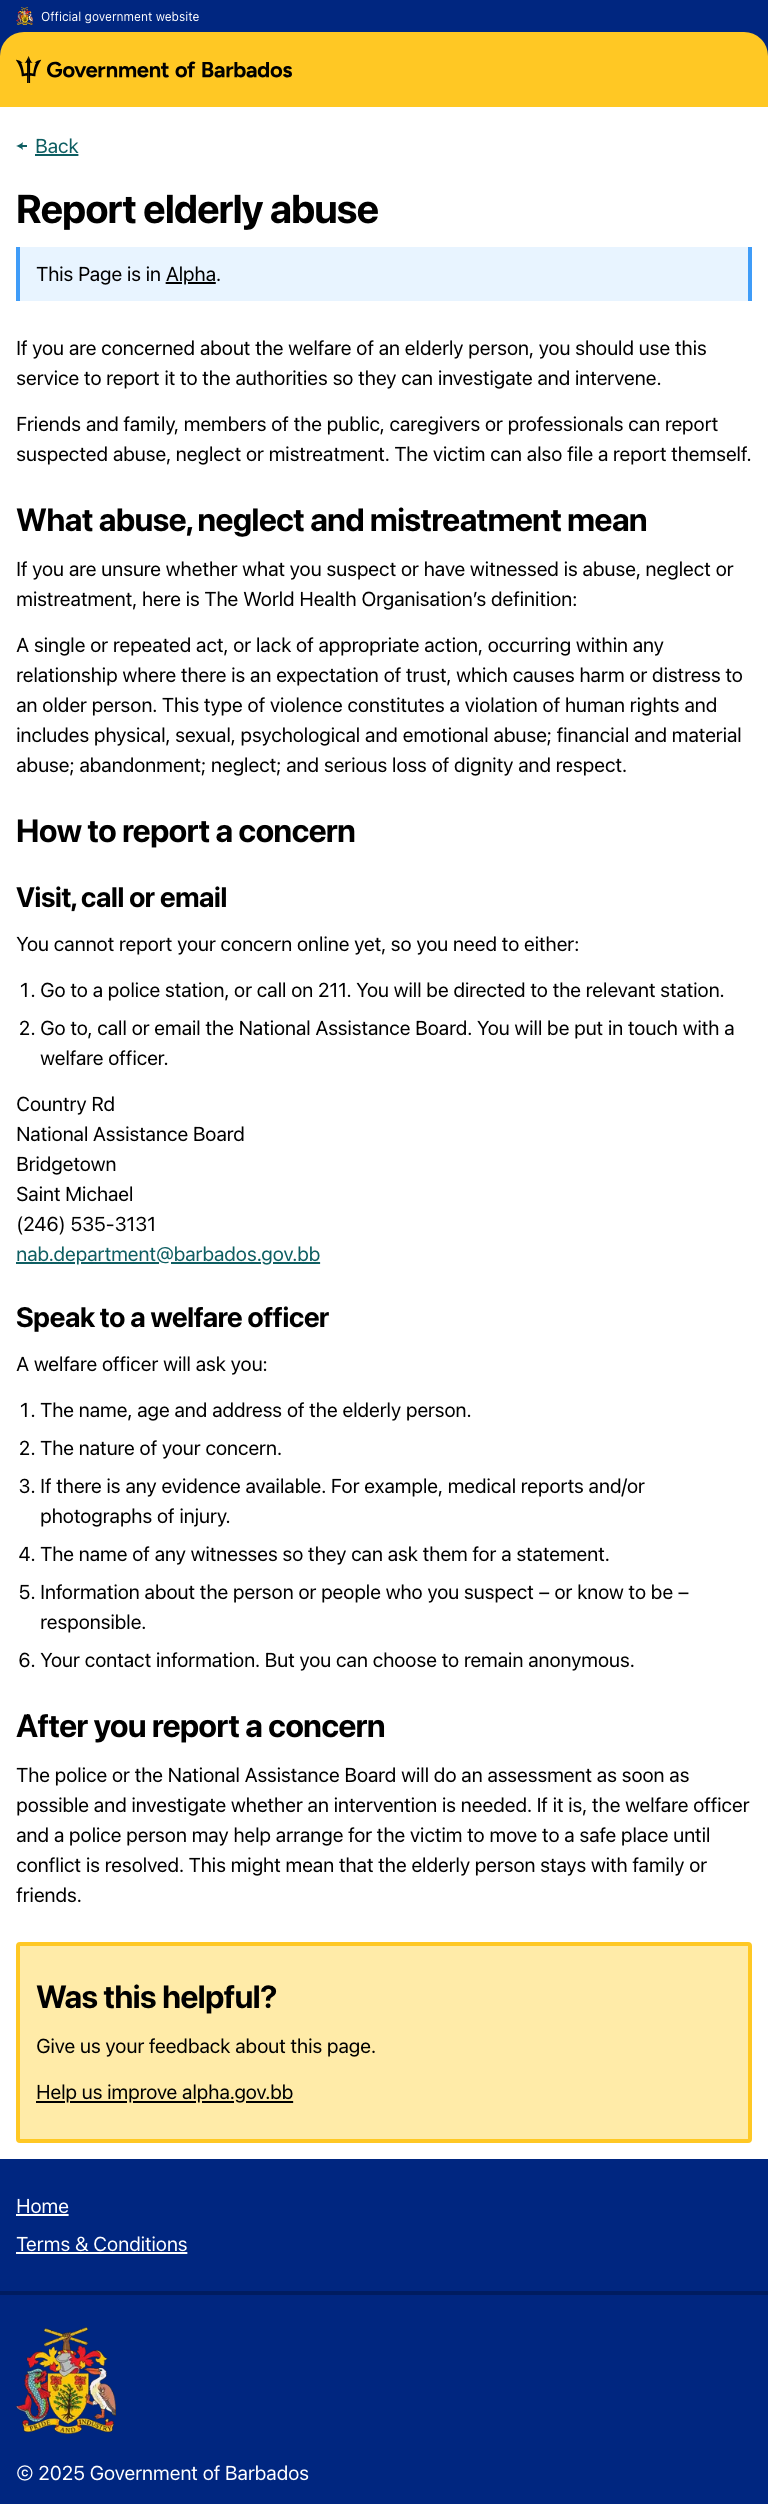 Official government website
Government of Barbados
Back
Report elderly abuse
This Page is in Alpha.
If you are concerned about the welfare of an elderly person, you should use this
service to report it to the authorities so they can investigate and intervene.
Friends and family, members of the public, caregivers or professionals can report
suspected abuse, neglect or mistreatment. The victim can also file a report themself.
What abuse, neglect and mistreatment mean
If you are unsure whether what you suspect or have witnessed is abuse, neglect or
mistreatment, here is The World Health Organisation’s definition:
A single or repeated act, or lack of appropriate action, occurring within any
relationship where there is an expectation of trust, which causes harm or distress to
an older person. This type of violence constitutes a violation of human rights and
includes physical, sexual, psychological and emotional abuse; financial and material
abuse; abandonment; neglect; and serious loss of dignity and respect.
How to report a concern
Visit, call or email
You cannot report your concern online yet, so you need to either:
1. Go to a police station, or call on 211. You will be directed to the relevant station.
2. Go to, call or email the National Assistance Board. You will be put in touch with a
welfare officer.
Country Rd
National Assistance Board
Bridgetown
Saint Michael
(246) 535-3131
nab.department@barbados.gov.bb
Speak to a welfare officer
A welfare officer will ask you:
1. The name, age and address of the elderly person.
2. The nature of your concern.
3. If there is any evidence available. For example, medical reports and/or
photographs of injury.
4. The name of any witnesses so they can ask them for a statement.
5. Information about the person or people who you suspect – or know to be –
responsible.
6. Your contact information. But you can choose to remain anonymous.
After you report a concern
The police or the National Assistance Board will do an assessment as soon as
possible and investigate whether an intervention is needed. If it is, the welfare officer
and a police person may help arrange for the victim to move to a safe place until
conflict is resolved. This might mean that the elderly person stays with family or
friends.
Was this helpful?
Give us your feedback about this page.
Help us improve alpha.gov.bb
Home
Terms & Conditions
PRIDE AND INDUSTRY
© 2025 Government of Barbados